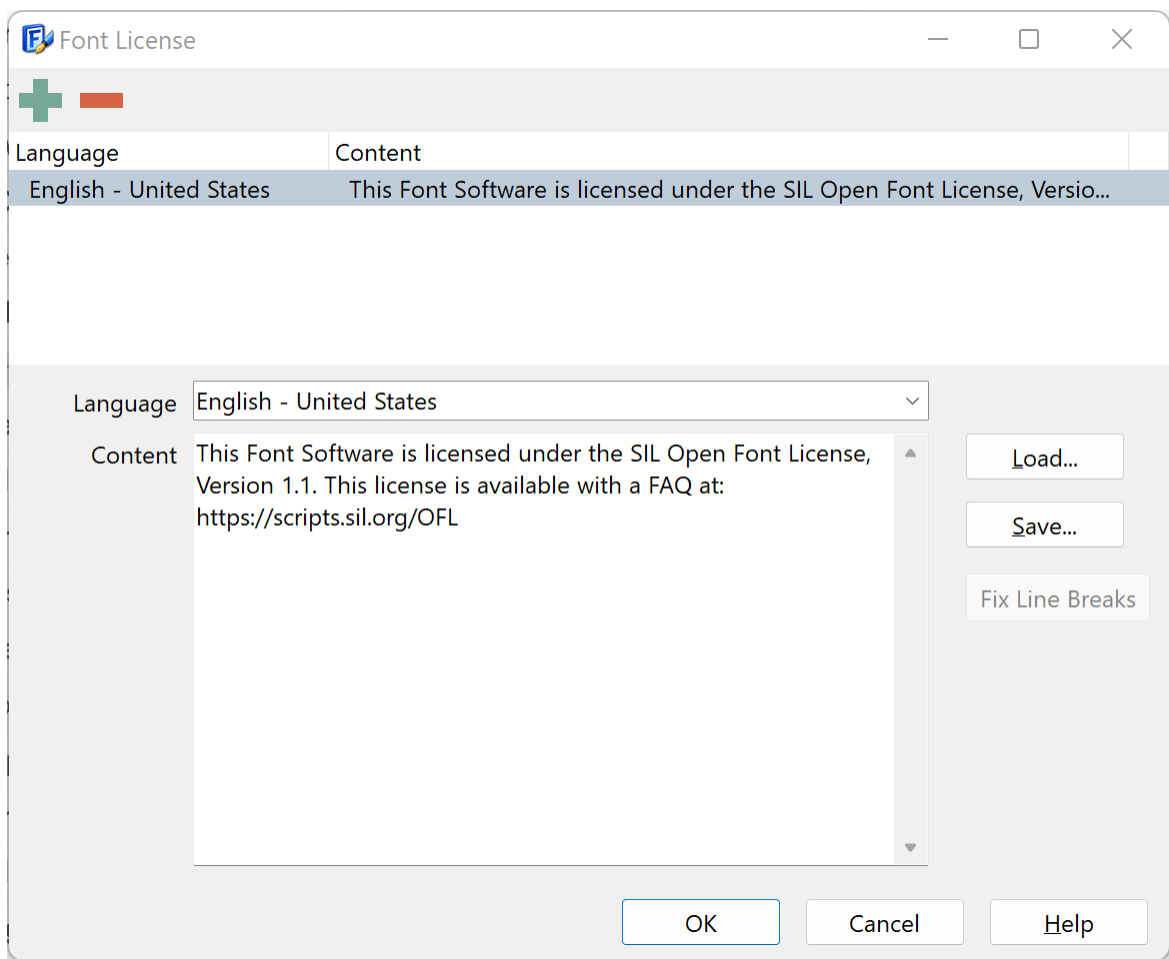 Font License
Language Content
English - United States This Font Software is licensed under the SIL Open Font License, Versio...
Language English - United States
Content This Font Software is licensed under the SIL Open Font License,
Version 1.1. This license is available with a FAQ at:
https://scripts.sil.org/OFL
Load...
Save...
Fix Line Breaks
OK Cancel Help